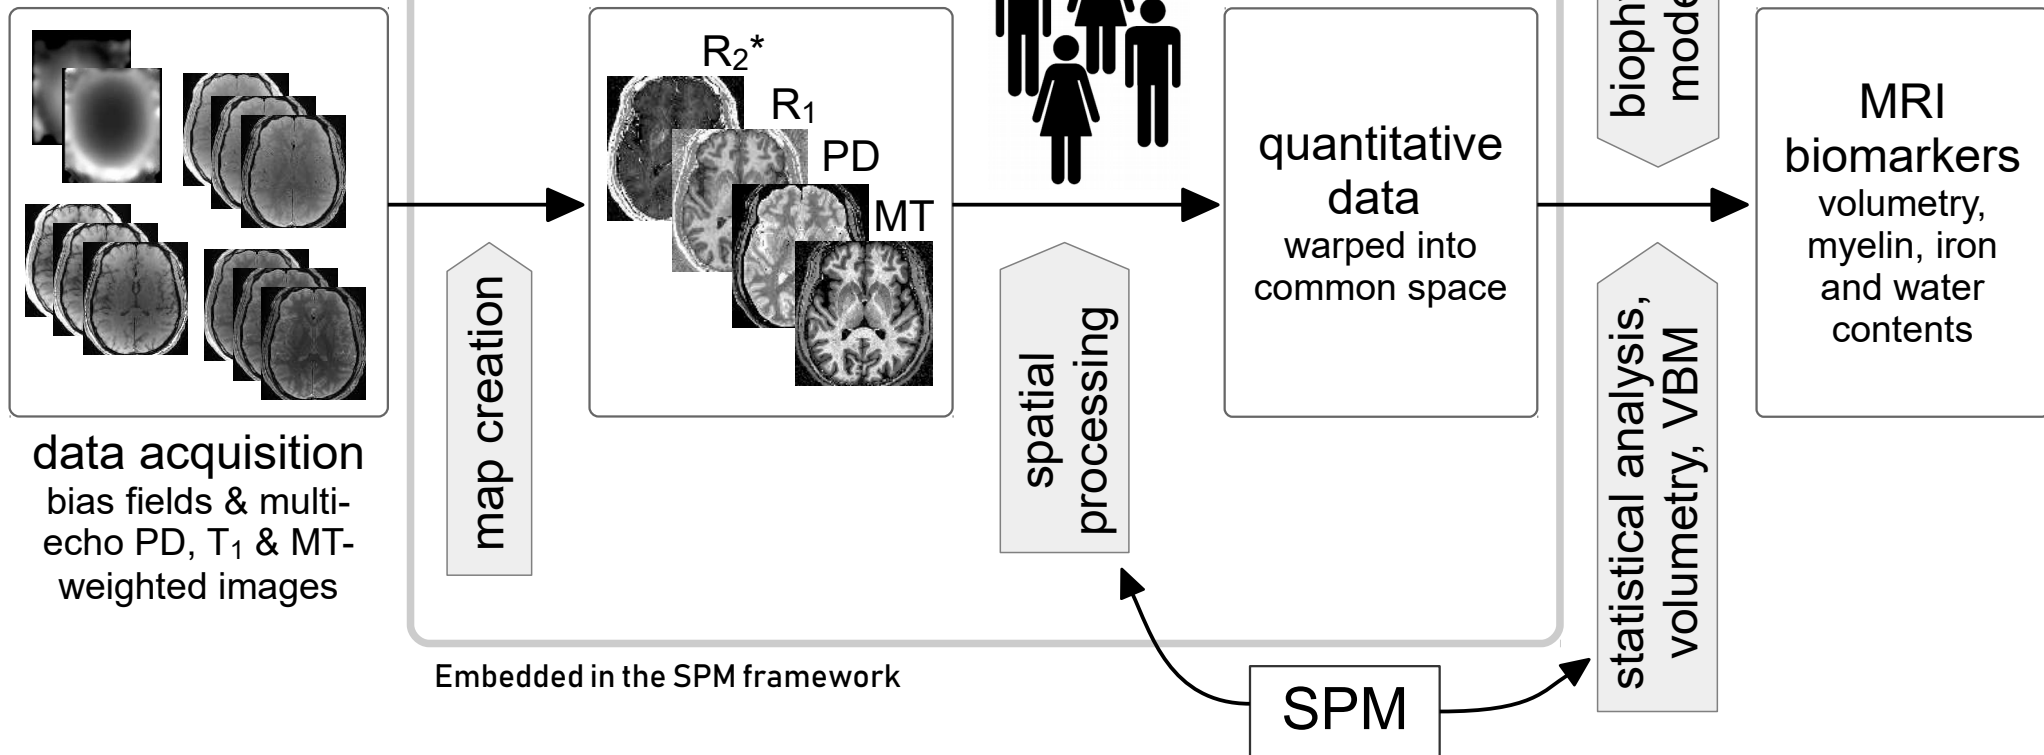 data acquisition
bias fields & multi-
echo PD, T₁ & MT-
weighted images
map creation
R₂*
R₁
PD
MT
spatial
processing
quantitative
data
warped into
common space
statistical analysis,
volumetry, VBM
MRI
biomarkers
volumetry,
myelin, iron
and water
contents
Embedded in the SPM framework
SPM